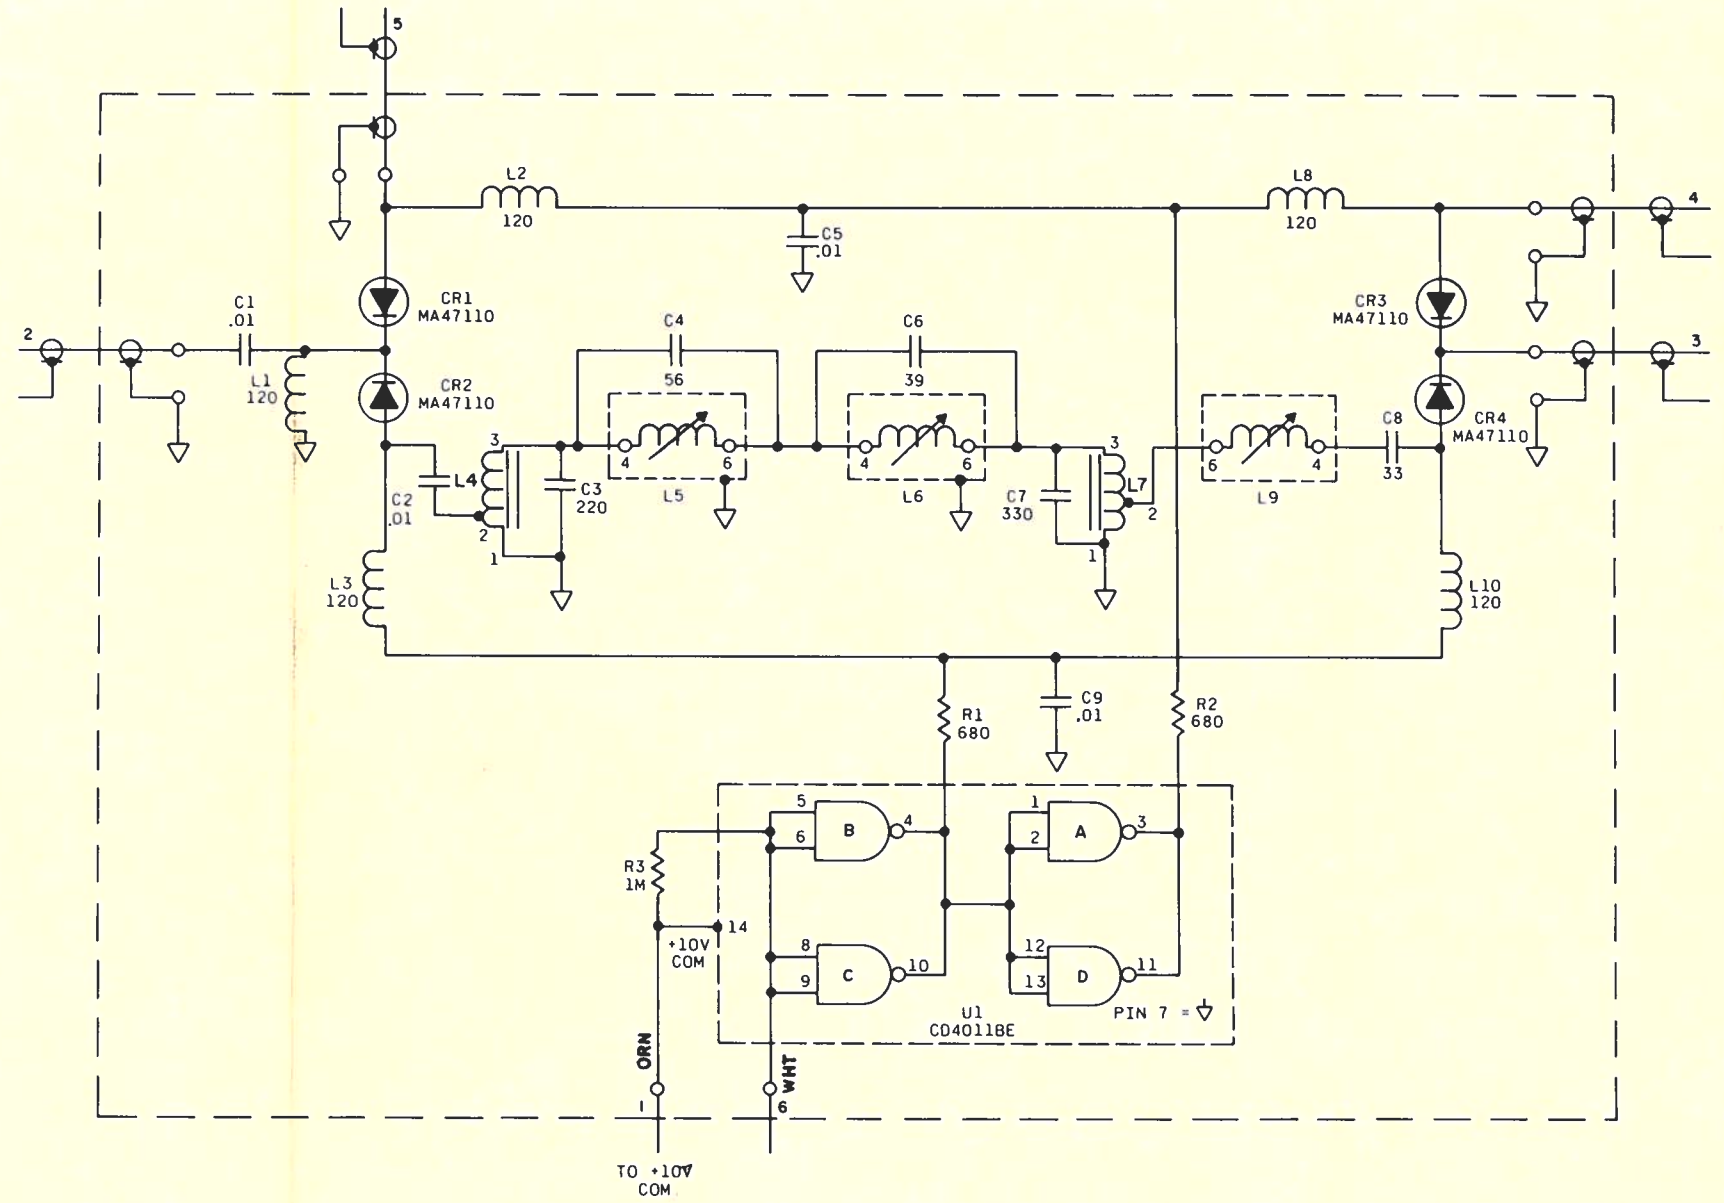 5
L2
120
L8
120
4
C5
.01
C1
.01
2
CR1
MA47110
CR3
MA47110
3
C4
56
C6
39
L1
120
CR2
MA47110
CR4
MA47110
C8
33
3
4
6
L5
4
6
L6
3
6
4
L9
L4
C2
.01
2
1
C3
220
C7
330
L7
2
1
L3
120
L10
120
C9
.01
R1
680
R2
680
5
6
B
4
1
2
A
3
R3
1M
14
+10V
COM
8
9
C
10
12
13
D
11
U1
CD4011BE
PIN 7 =
ORN
WHT
1
6
TO +10V
COM